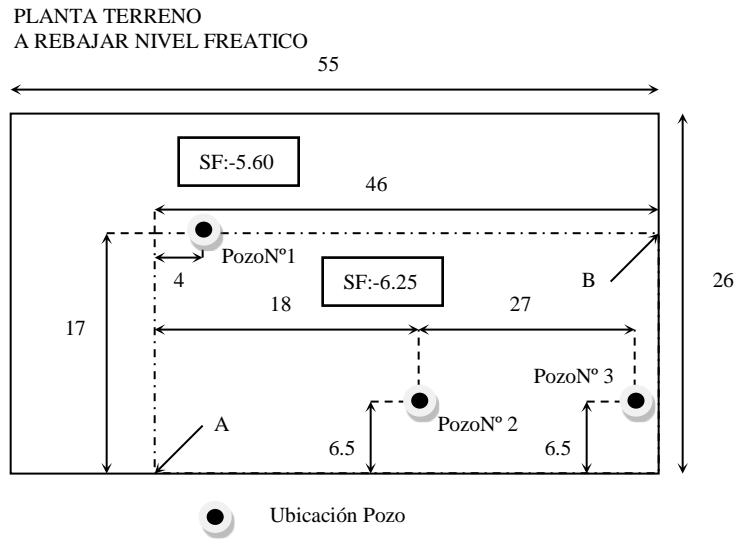 PLANTA TERRENO
A REBAJAR NIVEL FREATICO
55
SF:-5.60
46
PozoNº1
4
SF:-6.25
B
26
18
27
17
PozoNº 3
A
PozoNº 2
6.5
6.5
Ubicación Pozo